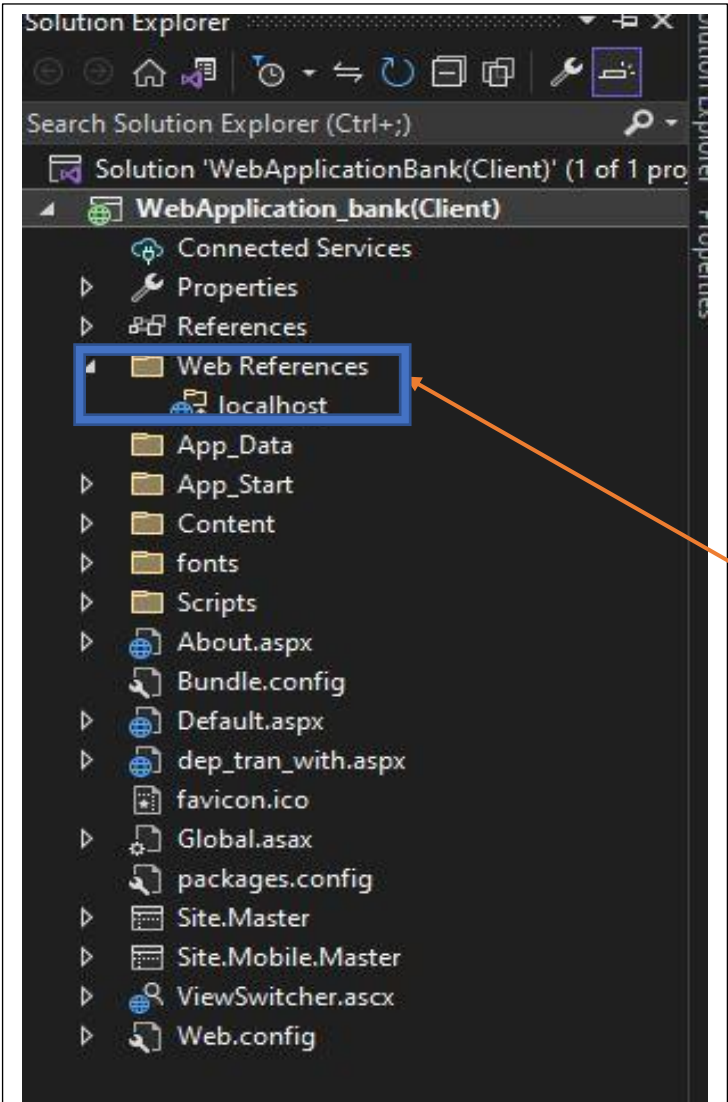 Solution Explorer
Search Solution Explorer (Ctrl+;)
Solution 'WebApplicationBank(Client)' (1 of 1 pro
WebApplication_bank(Client)
Connected Services
Properties
References
Web References
localhost
App_Data
App_Start
Content
fonts
Scripts
About.aspx
Bundle.config
Default.aspx
dep_tran_with.aspx
favicon.ico
Global.asax
packages.config
Site.Master
Site.Mobile.Master
ViewSwitcher.ascx
Web.config
Explorer
Properties